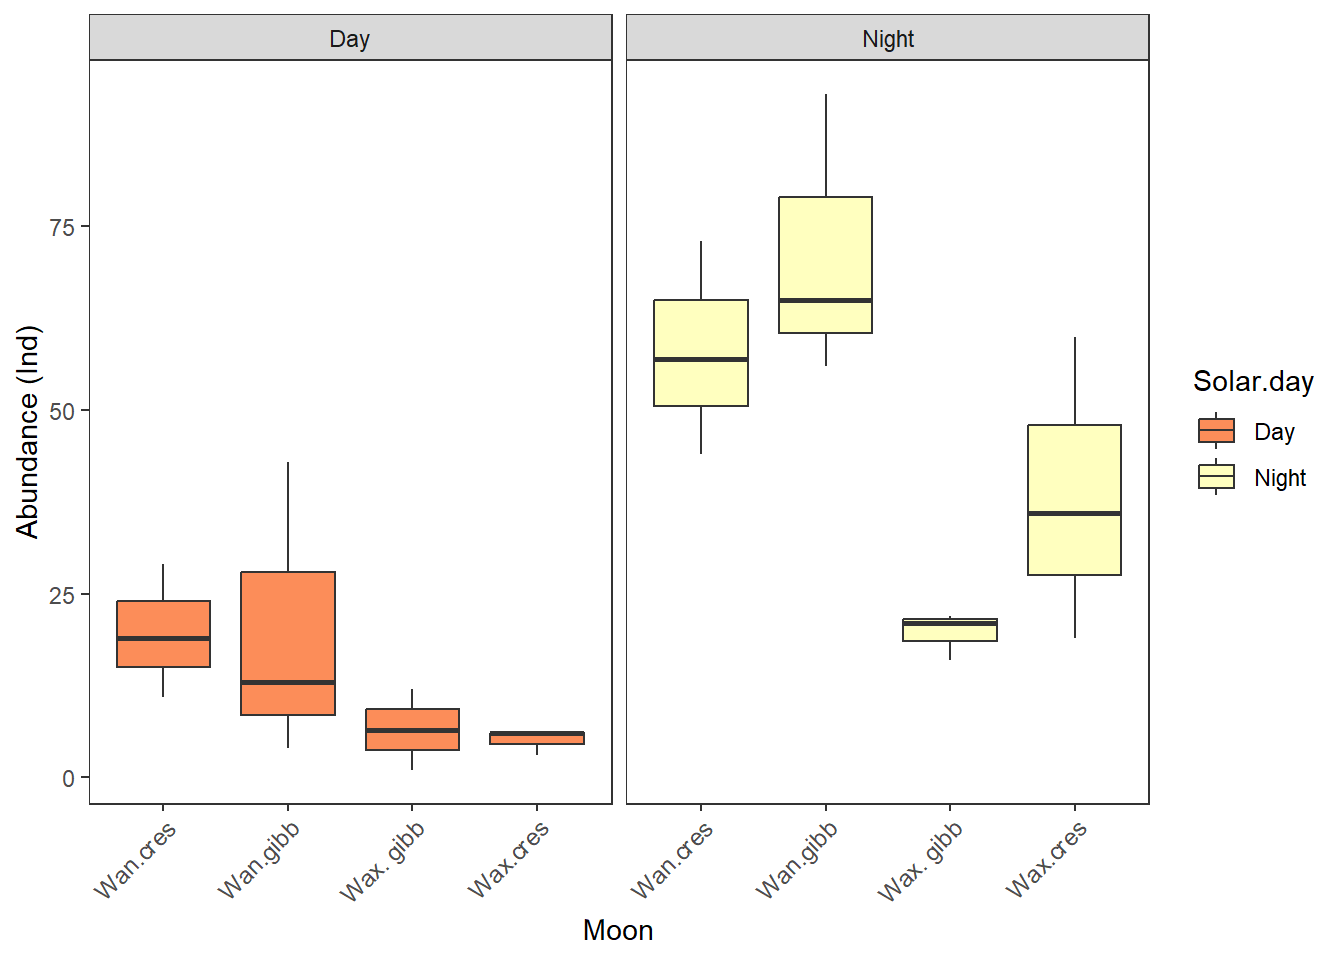 Day
Night
Abundance (Ind)
75
50
25
0
Wan.cres
Wan.gibb
Wax. gibb
Wax.cres
Wan.cres
Wan.gibb
Wax. gibb
Wax.cres
Moon
Solar.day
Day
Night